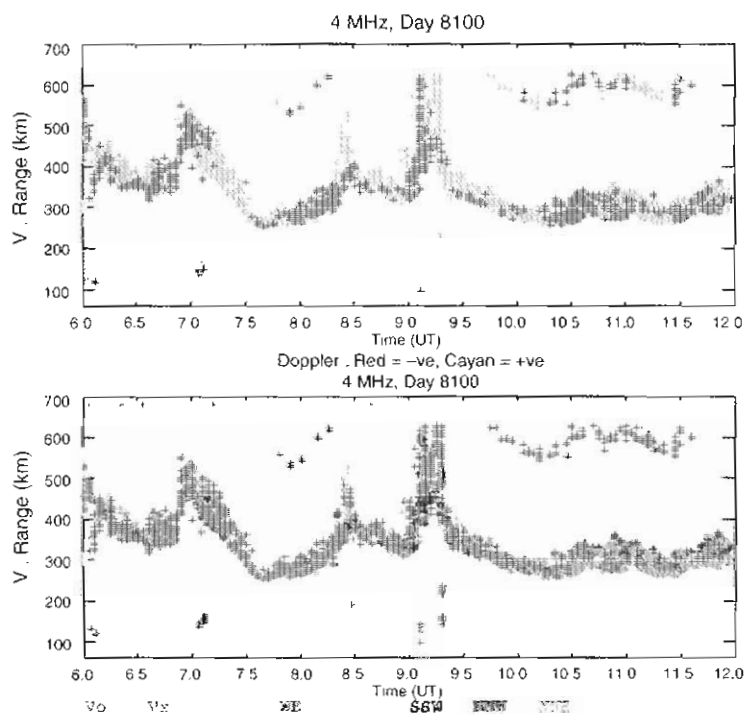 4 MHz, Day 8100
700
600
500
400
300
200
100
V . Range (km)
6 0 6 5 7 0 7 5 8 0 8 5 9 0 9 5 10 0 10 5 11 0 11 5 12 0
Time (UT)
Doppler . Red = –ve, Cayan = +ve
4 MHz, Day 8100
700
600
500
400
300
200
100
V . Range (km)
6 0 6 5 7 0 7 5 8 0 8 5 9 0 9 5 10 0 10 5 11 0 11 5 12 0
Time (UT)
Vo Vx NE SSW